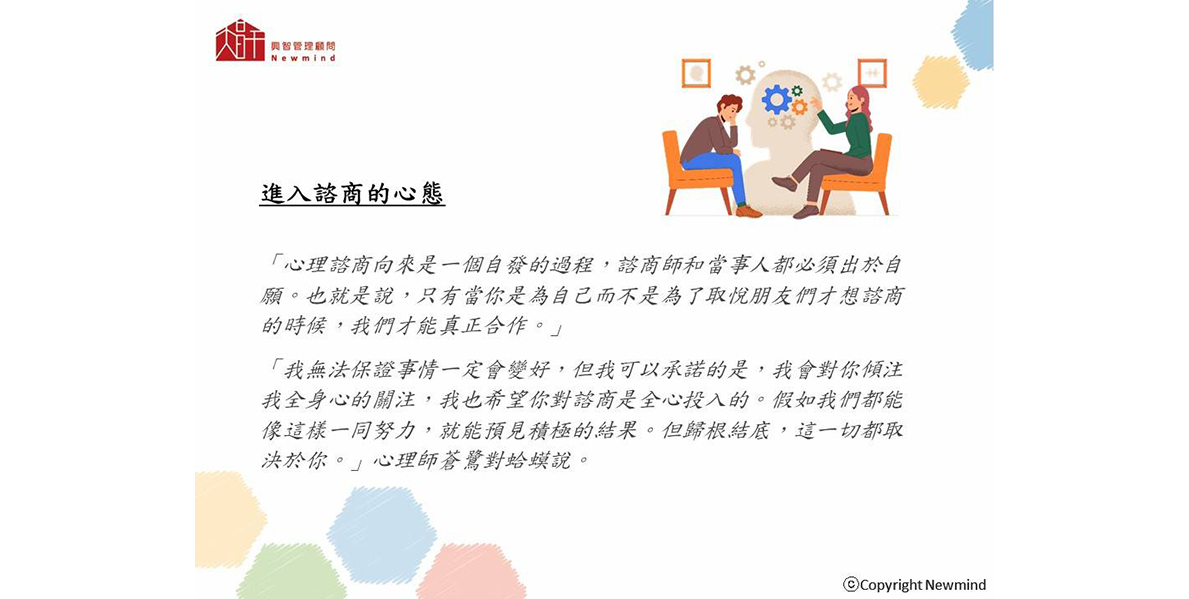 興智管理顧問
Newmind
進入諮商的心態
「心理諮商向來是一個自發的過程，諮商師和當事人都必須出於自
願。也就是說，只有當你是為自己而不是為了取悅朋友們才想諮商
的時候，我們才能真正合作。」
「我無法保證事情一定會變好，但我可以承諾的是，我會對你傾注
我全身心的關注，我也希望你對諮商是全心投入的。假如我們都能
像這樣一同努力，就能預見積極的結果。但歸根結底，這一切都取
決於你。」心理師蒼鷺對蛤蟆說。
©Copyright Newmind